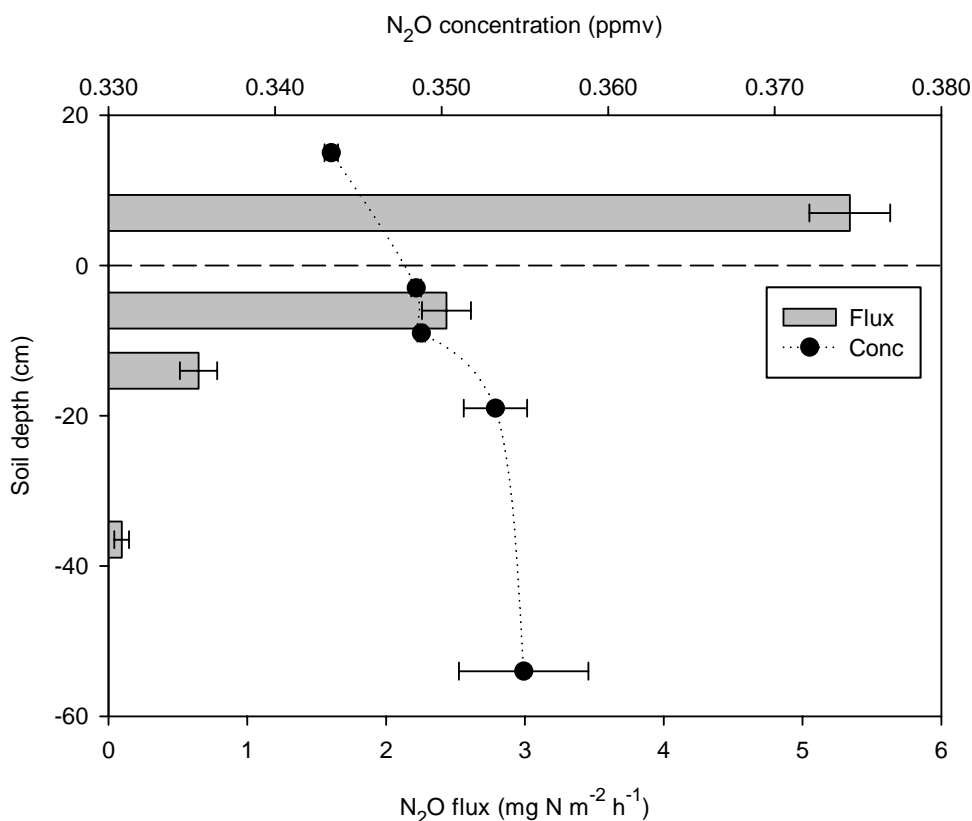 N₂O concentration (ppmv)
0.330 0.340 0.350 0.360 0.370 0.380
20
0
-20
-40
-60
Soil depth (cm)
Flux
Conc
0 1 2 3 4 5 6
N₂O flux (mg N m⁻² h⁻¹)